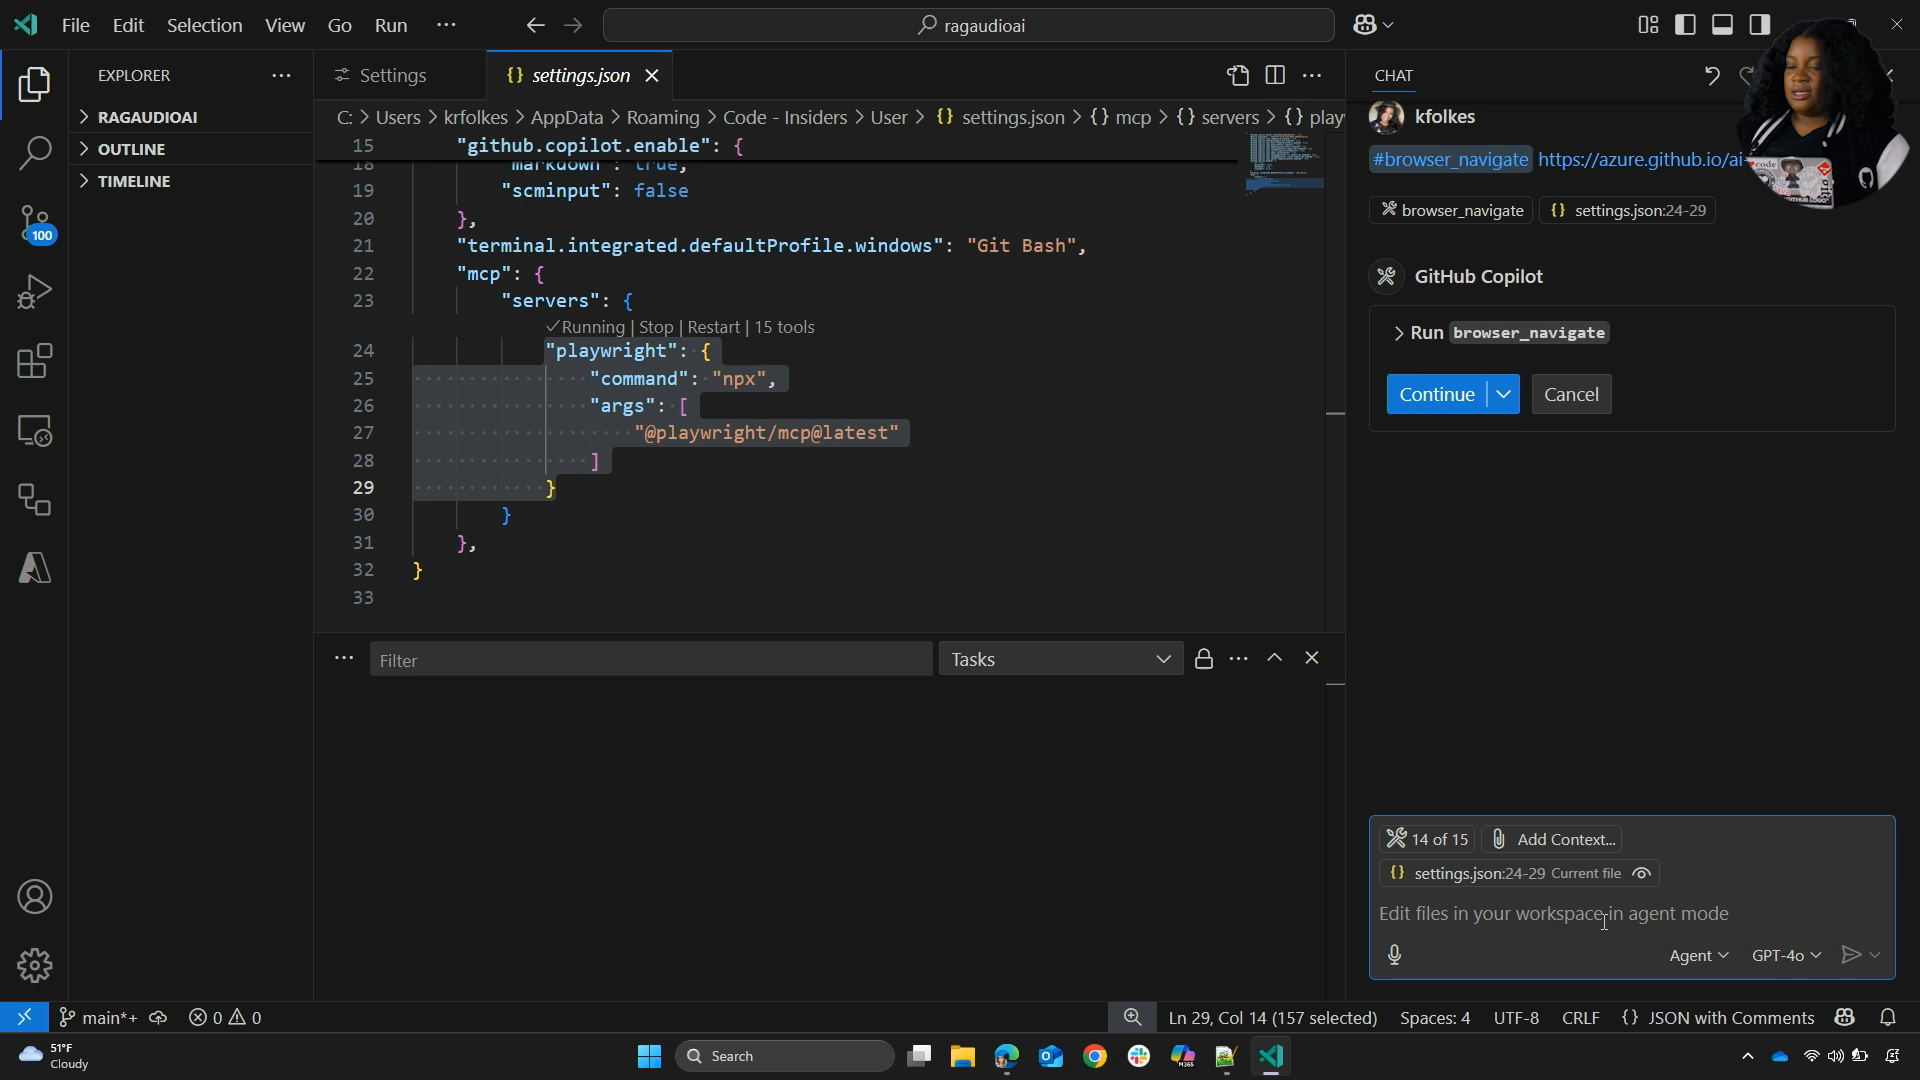 File Edit Selection View Go Run ···
ragaudioai
EXPLORER
RAGAUDIOAI
OUTLINE
TIMELINE
100
Settings
{} settings.json
C: > Users > krfolkes > AppData > Roaming > Code - Insiders > User > {} settings.json > {} mcp > {} servers > {} play
15 "github.copilot.enable": {
18 "markdown": true,
19 "scminput": false
20 },
21 "terminal.integrated.defaultProfile.windows": "Git Bash",
22 "mcp": {
23 "servers": {
✓Running | Stop | Restart | 15 tools
24 "playwright": {
25 "command": "npx",
26 "args": [
27 "@playwright/mcp@latest"
28 ]
29 }
30 }
31 },
32 }
33
Filter
Tasks
CHAT
kfolkes
#browser_navigate https://azure.github.io/ai-
browser_navigate
{} settings.json:24-29
GitHub Copilot
> Run browser_navigate
Continue
Cancel
14 of 15
Add Context...
{} settings.json:24-29 Current file
Edit files in your workspace in agent mode
Agent
GPT-4o
main*+
0 0
Ln 29, Col 14 (157 selected)
Spaces: 4
UTF-8
CRLF
{} JSON with Comments
51°F
Cloudy
Search
M365